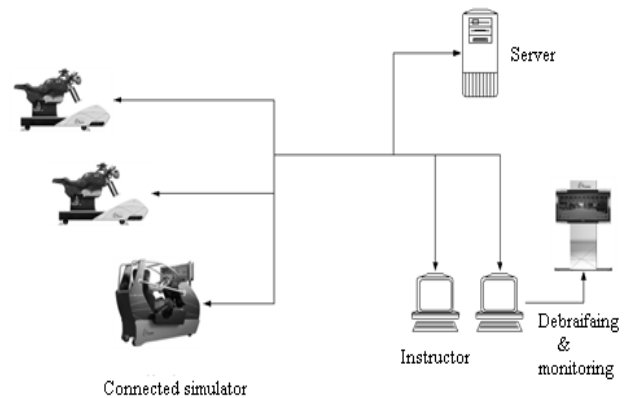 Server
Instructor
Debraifaing
&
monitoring
Connected simulator